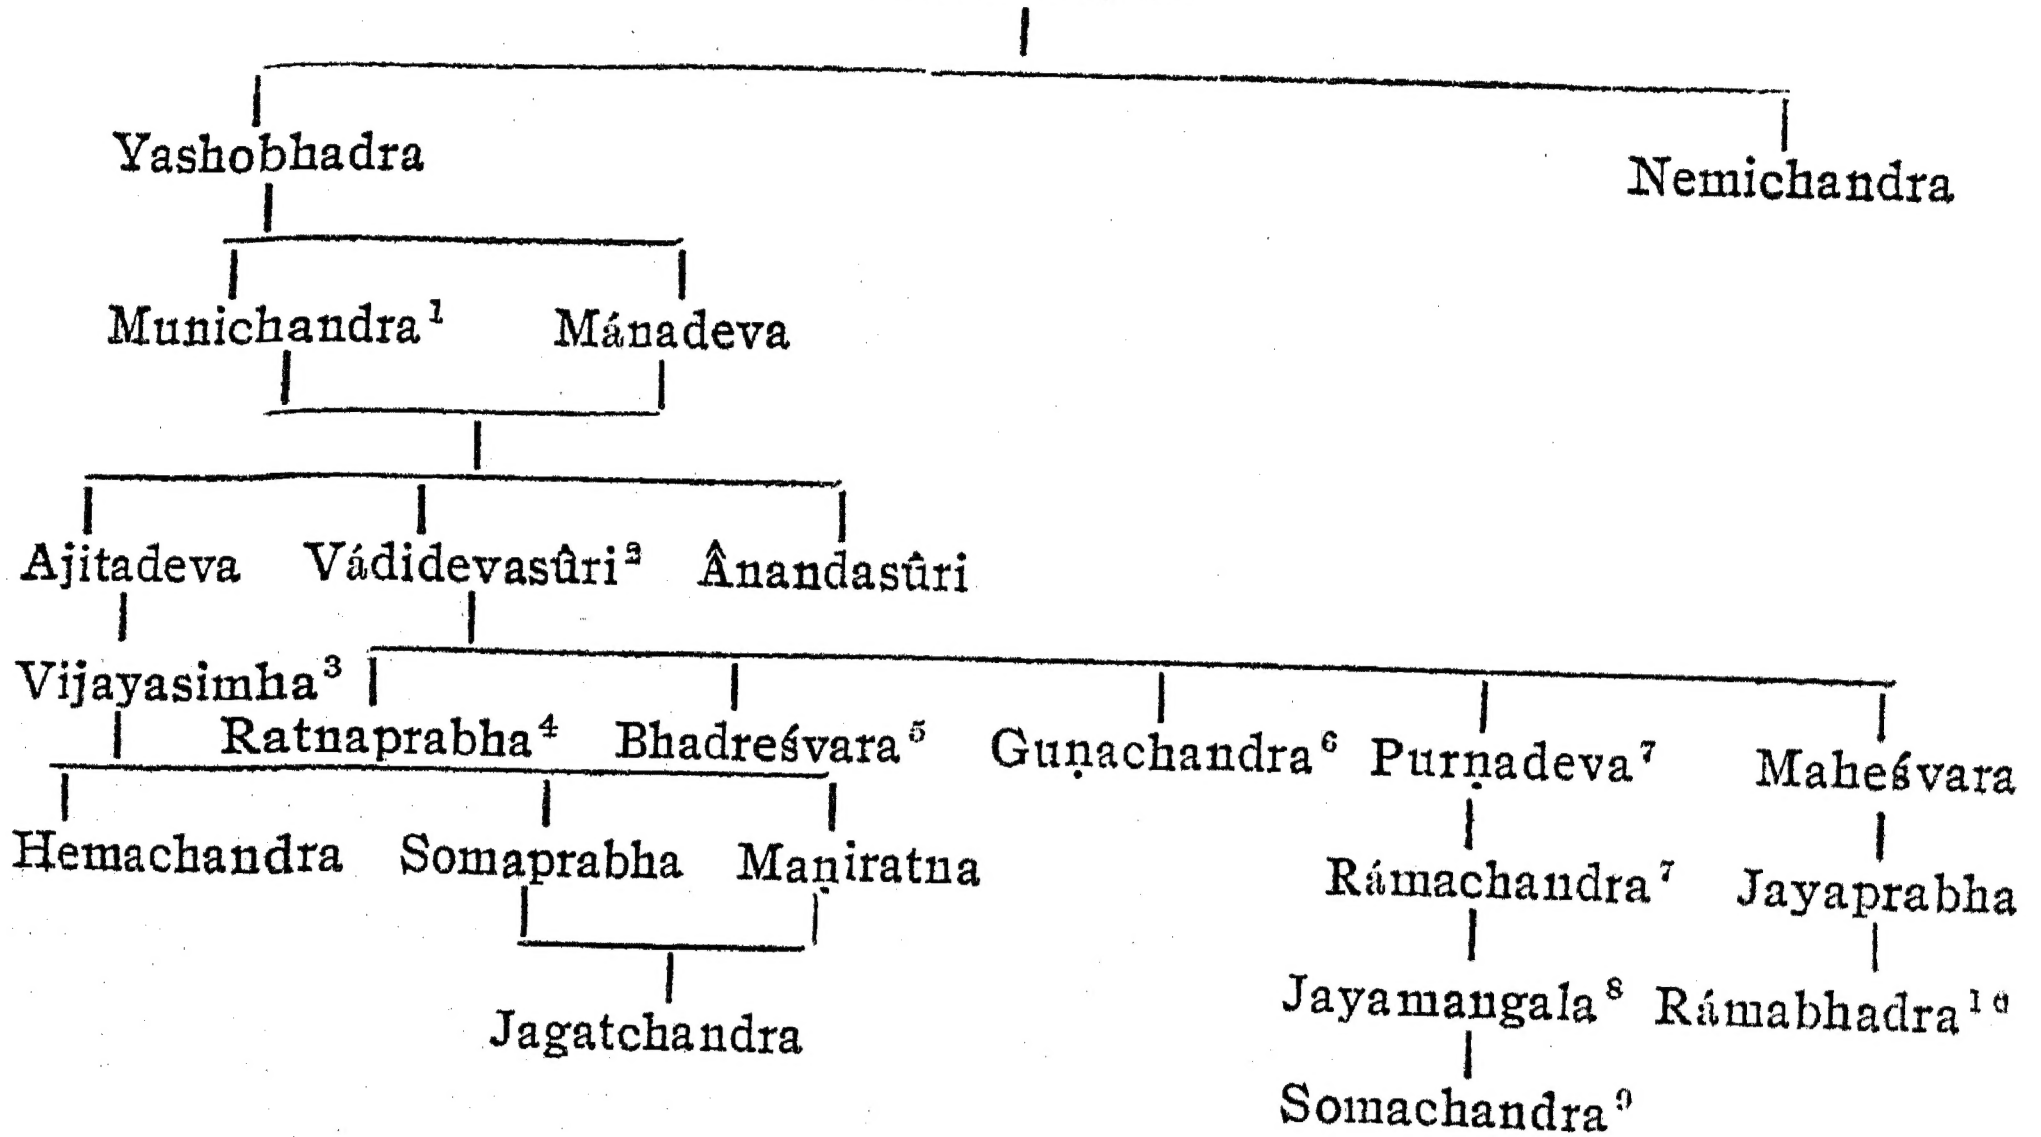 Yashobhadra Nemichandra
Munichandra¹ Mánadeva
Ajitadeva Vádidevasûri² Ânandasûri
Vijayasimha³
Ratnaprabha⁴ Bhadreśvara⁵ Guṇachandra⁶ Purṇadeva⁷ Maheśvara
Hemachandra Somaprabha Maṇiratna
Rámachandra⁷ Jayaprabha
Jagatchandra Jayamangala⁸ Rámabhadra¹⁰
Somachandra⁹